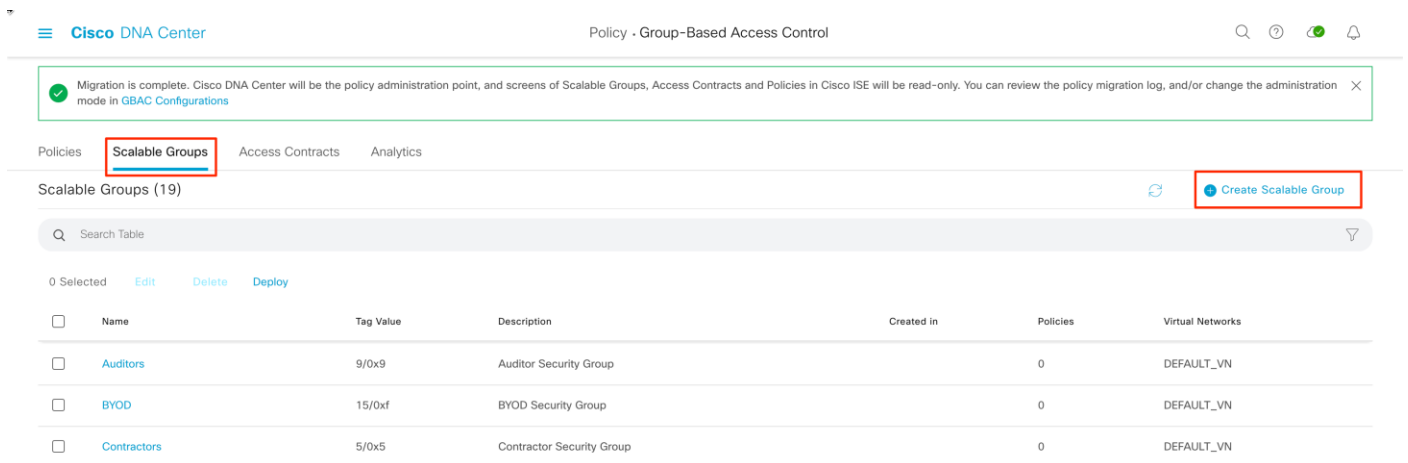 Cisco DNA Center
Policy • Group-Based Access Control
Migration is complete. Cisco DNA Center will be the policy administration point, and screens of Scalable Groups, Access Contracts and Policies in Cisco ISE will be read-only. You can review the policy migration log, and/or change the administration
mode in GBAC Configurations
Policies Scalable Groups Access Contracts Analytics
Scalable Groups (19)
Create Scalable Group
Search Table
0 Selected Edit Delete Deploy
Name Tag Value Description Created in Policies Virtual Networks
Auditors 9/0x9 Auditor Security Group 0 DEFAULT_VN
BYOD 15/0xf BYOD Security Group 0 DEFAULT_VN
Contractors 5/0x5 Contractor Security Group 0 DEFAULT_VN